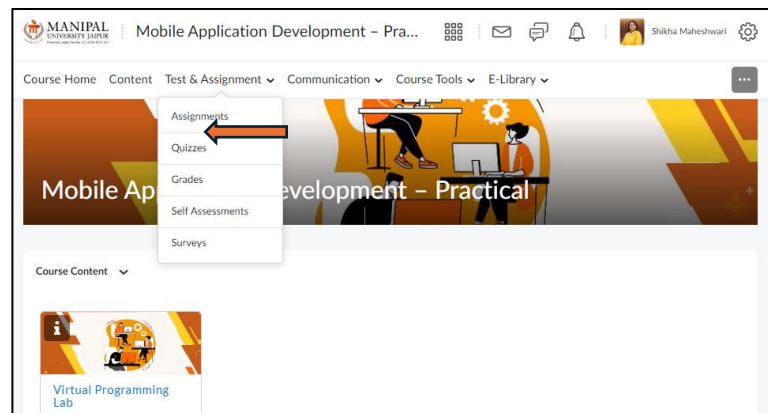 MANIPAL
UNIVERSITY JAIPUR
Mobile Application Development – Pra...
Shikha Maheshwari
Course Home Content Test & Assignment Communication Course Tools E-Library
Assignments
Quizzes
Grades
Self Assessments
Surveys
Mobile Ap evelopment – Practical
Course Content
Virtual Programming
Lab